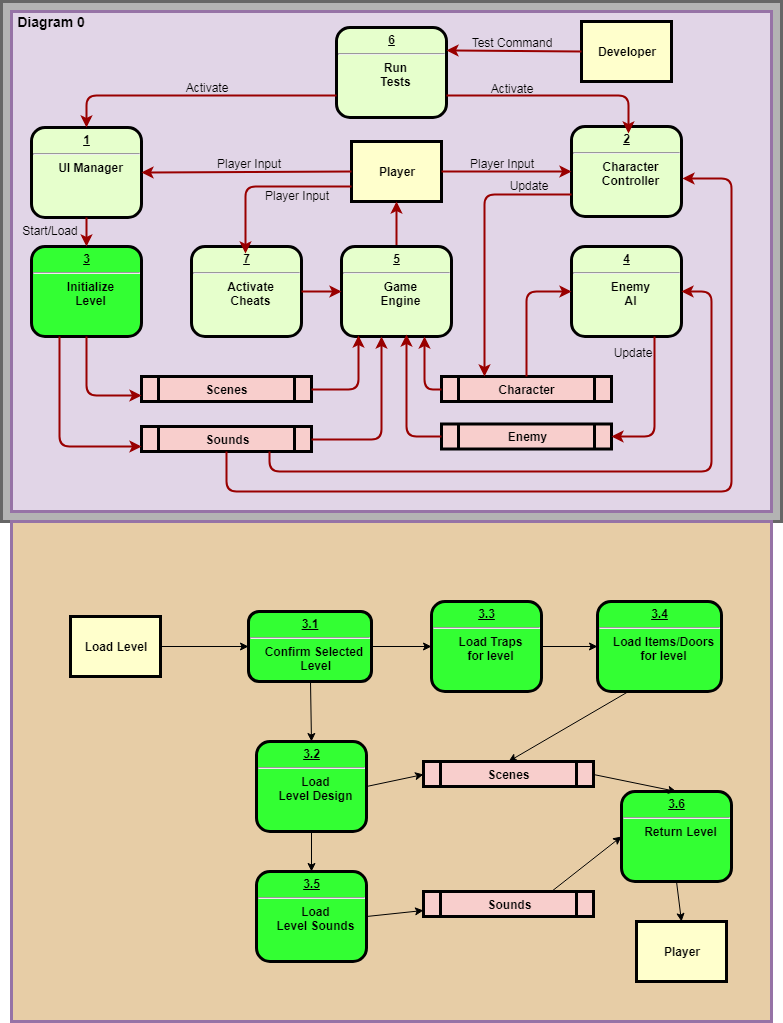 Diagram 0
6
Run
Tests
Test Command
Developer
Activate
Activate
1
UI Manager
Player Input
Player
Player Input
2
Character
Controller
Player Input
Update
Start/Load
3
Initialize
Level
7
Activate
Cheats
5
Game
Engine
4
Enemy
AI
Update
Scenes
Character
Sounds
Enemy
Load Level
3.1
Confirm Selected
Level
3.3
Load Traps
for level
3.4
Load Items/Doors
for level
3.2
Load
Level Design
Scenes
3.6
Return Level
3.5
Load
Level Sounds
Sounds
Player